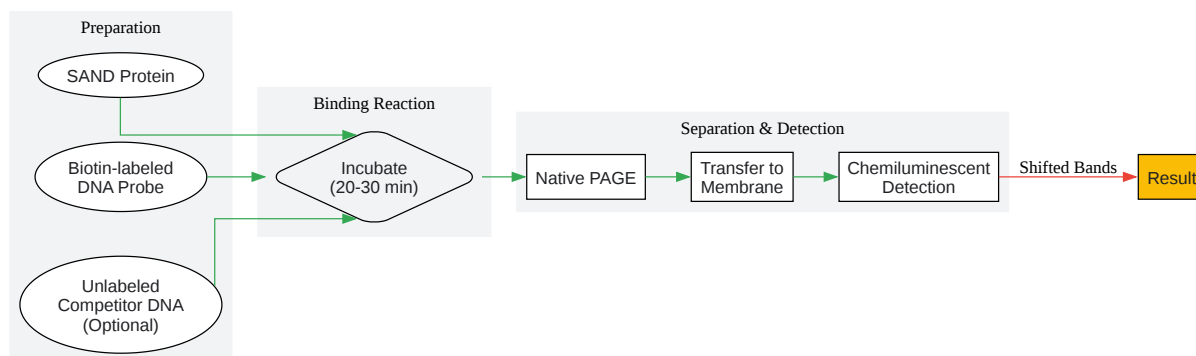 Preparation
SAND Protein
Biotin-labeled
DNA Probe
Unlabeled
Competitor DNA
(Optional)
Binding Reaction
Incubate
(20-30 min)
Separation & Detection
Native PAGE
Transfer to
Membrane
Chemiluminescent
Detection
Shifted Bands
Result